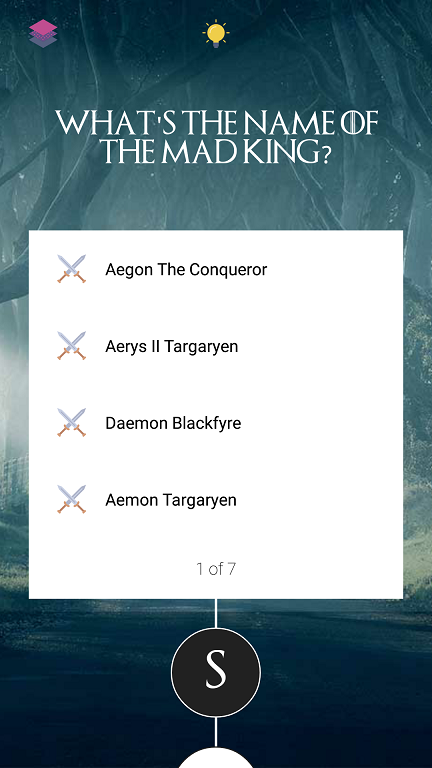 WHAT'S THE NAME OF
THE MAD KING?
Aegon The Conqueror
Aerys II Targaryen
Daemon Blackfyre
Aemon Targaryen
1 of 7
S